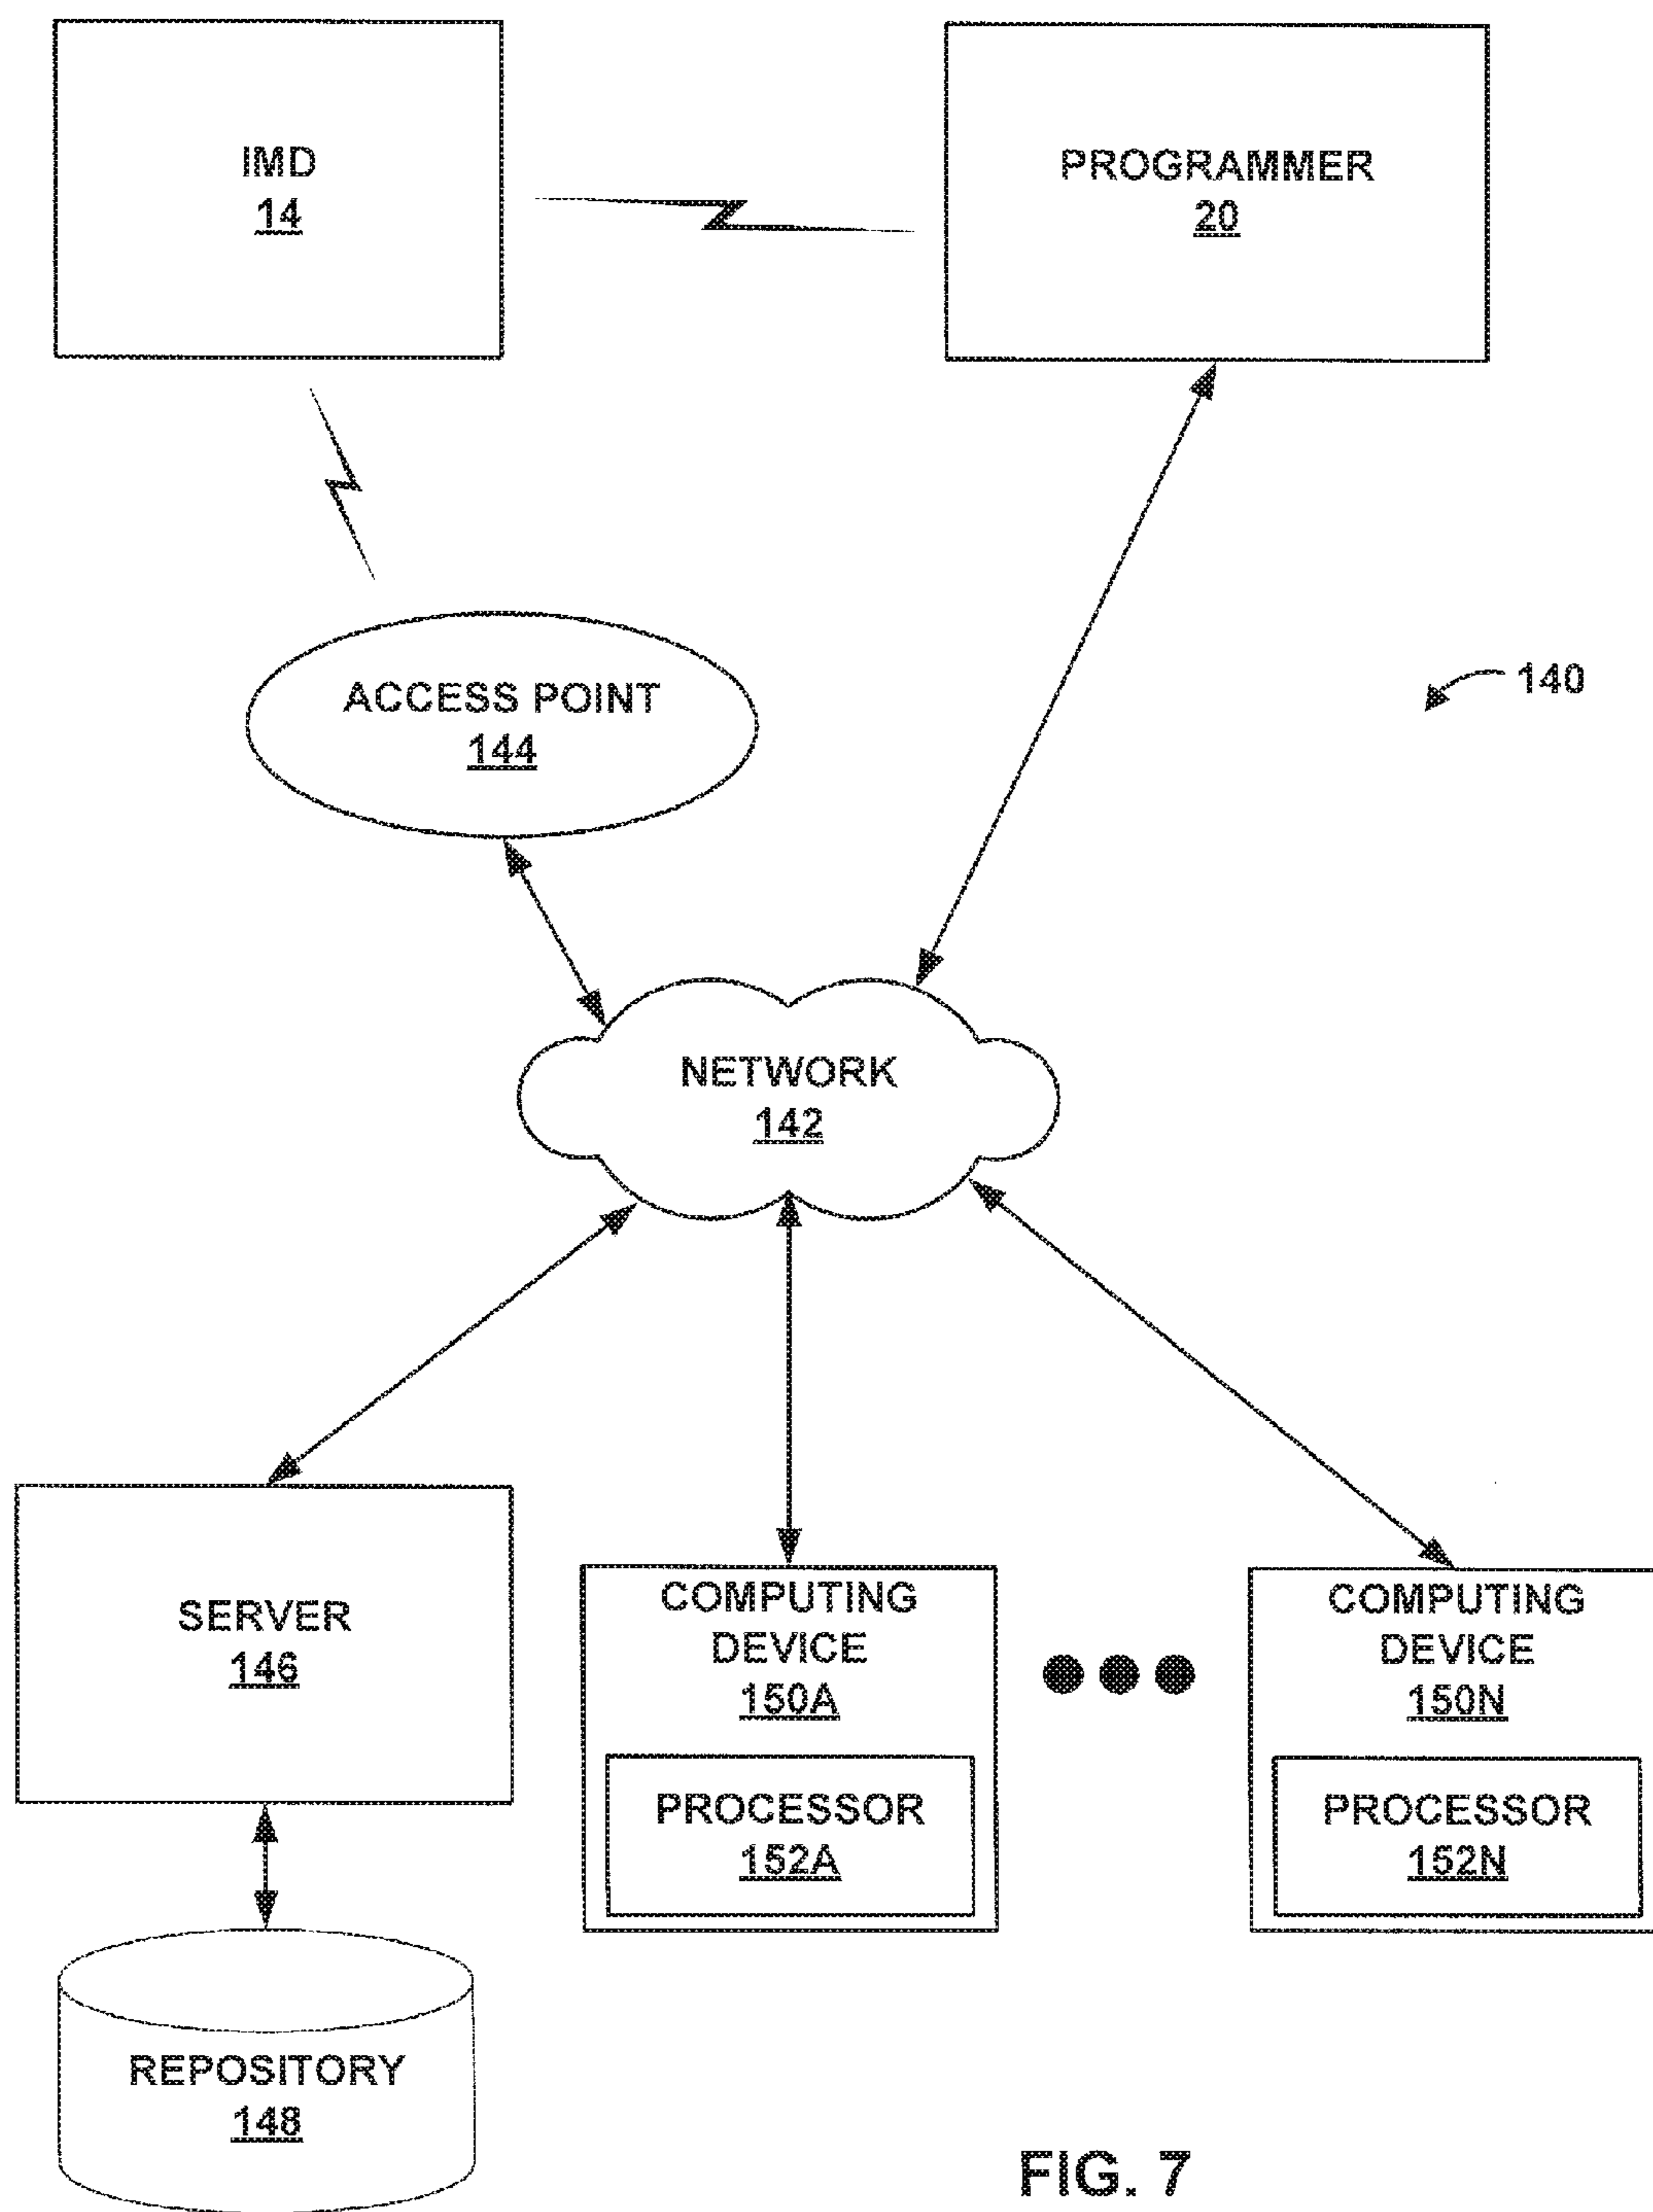 IMD
14
PROGRAMMER
20
ACCESS POINT
144
140
NETWORK
142
SERVER
146
COMPUTING
DEVICE
150A
PROCESSOR
152A
COMPUTING
DEVICE
150N
PROCESSOR
152N
REPOSITORY
148
FIG. 7